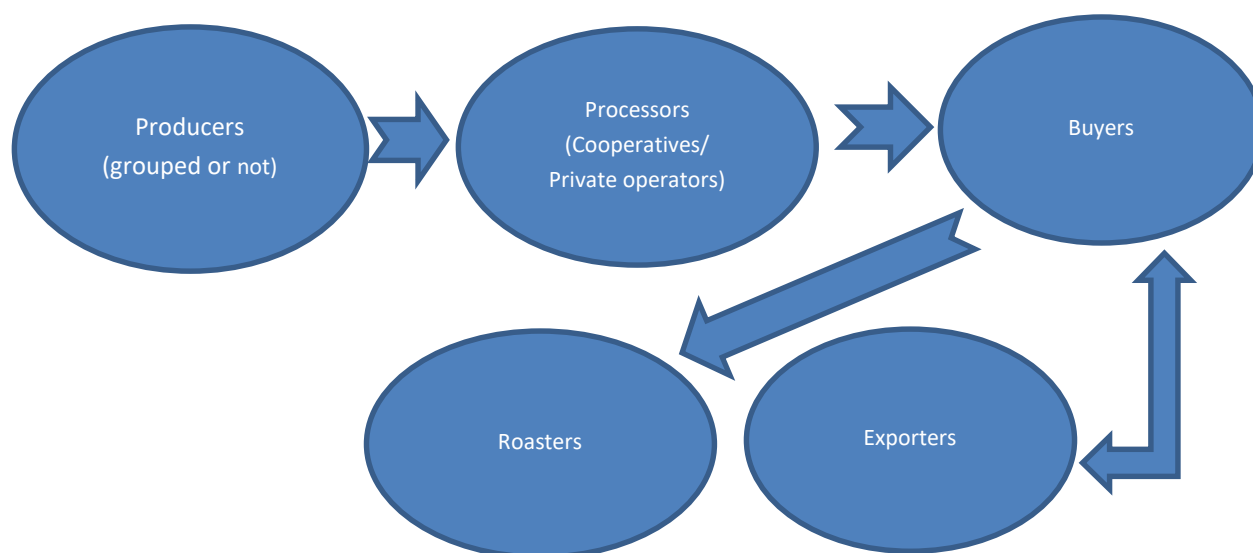 Producers
(grouped or not)
Processors
(Cooperatives/
Private operators)
Buyers
Roasters
Exporters